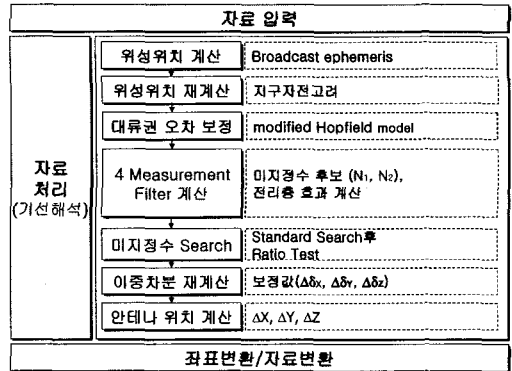 자료 입력
자료
처리
(기선해석)
위성위치 계산
Broadcast ephemeris
위성위치 재계산
지구자전고려
대류권 오차 보정
modified Hopfield model
4 Measurement
Filter 계산
미지정수 후보 (N₁, N₂),
전리층 효과 계산
미지정수 Search
Standard Search후
Ratio Test
이중차분 재계산
보정값(Δδx, ΔδY, Δδz)
안테나 위치 계산
ΔX, ΔY, ΔZ
좌표변환/자료변환